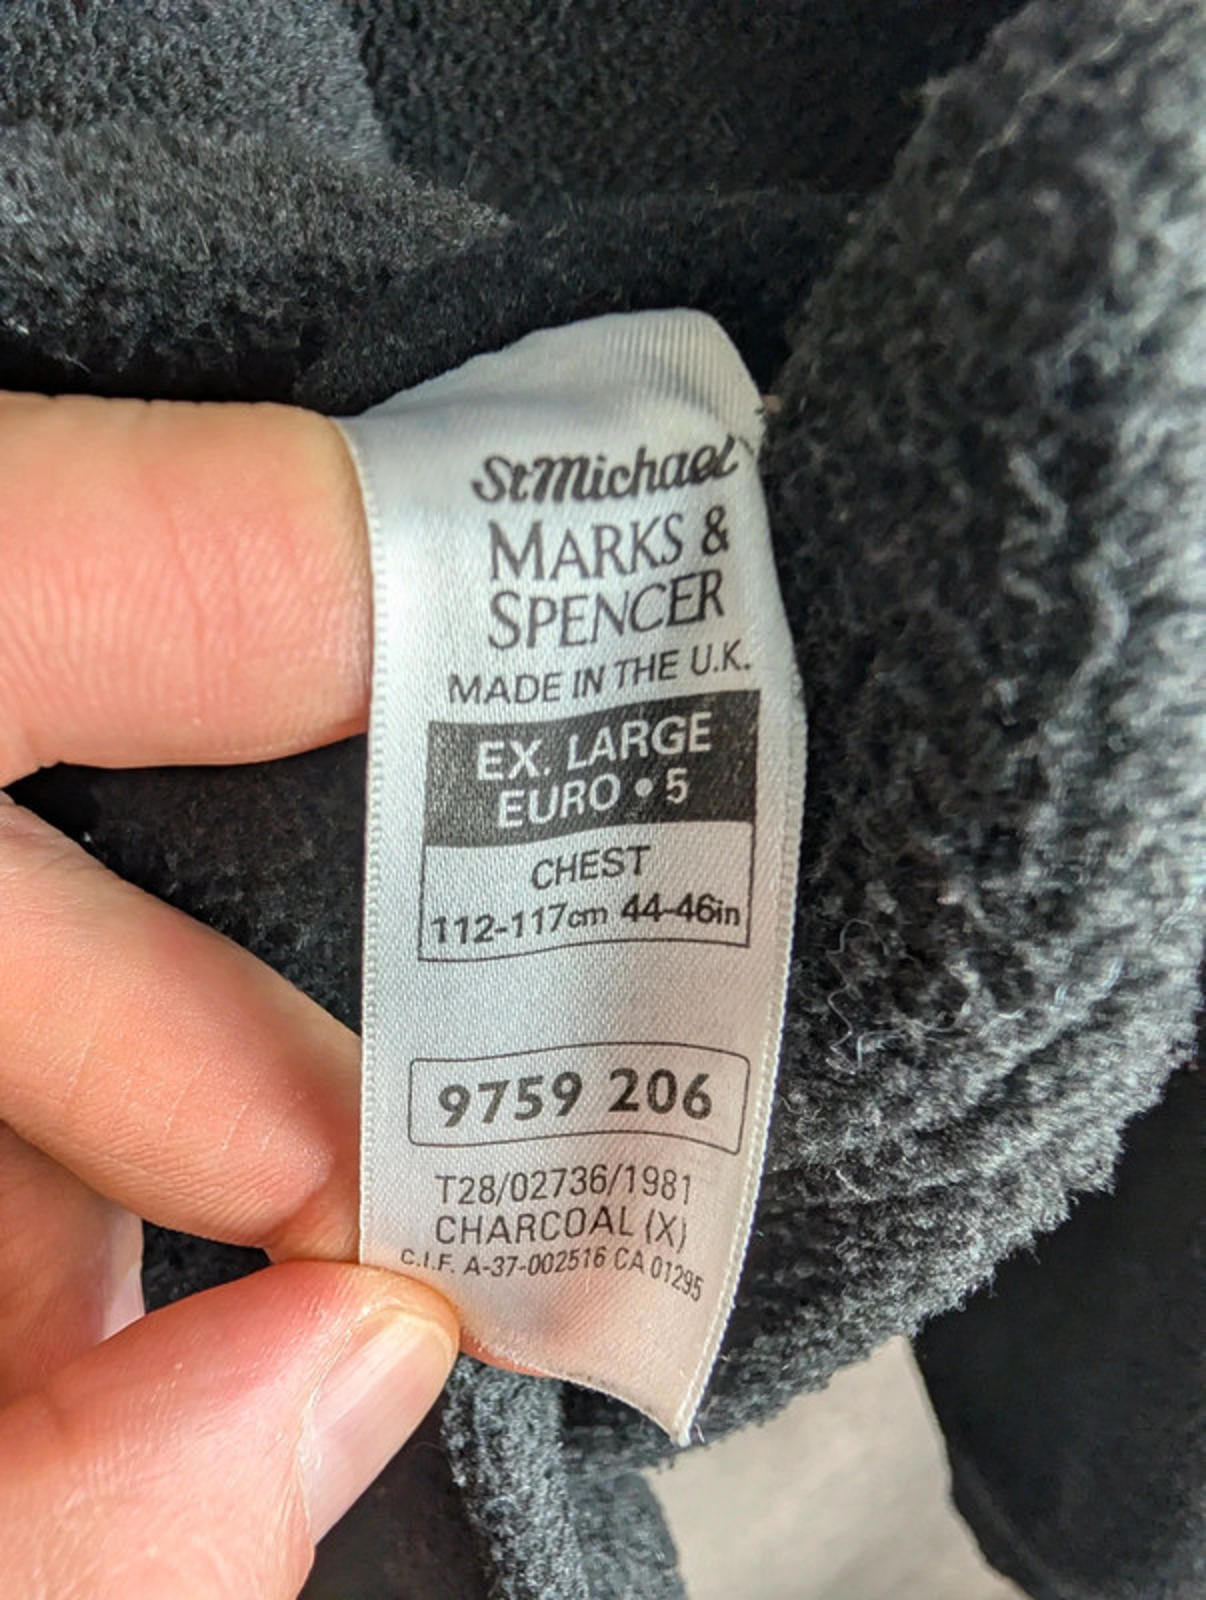 StMichael
MARKS &
SPENCER
MADE IN THE U.K.
EX. LARGE
EURO • 5
CHEST
112-117cm 44-46in
9759 206
T28/02736/1981
CHARCOAL (X)
C.I.F. A-37-002516 CA 01295